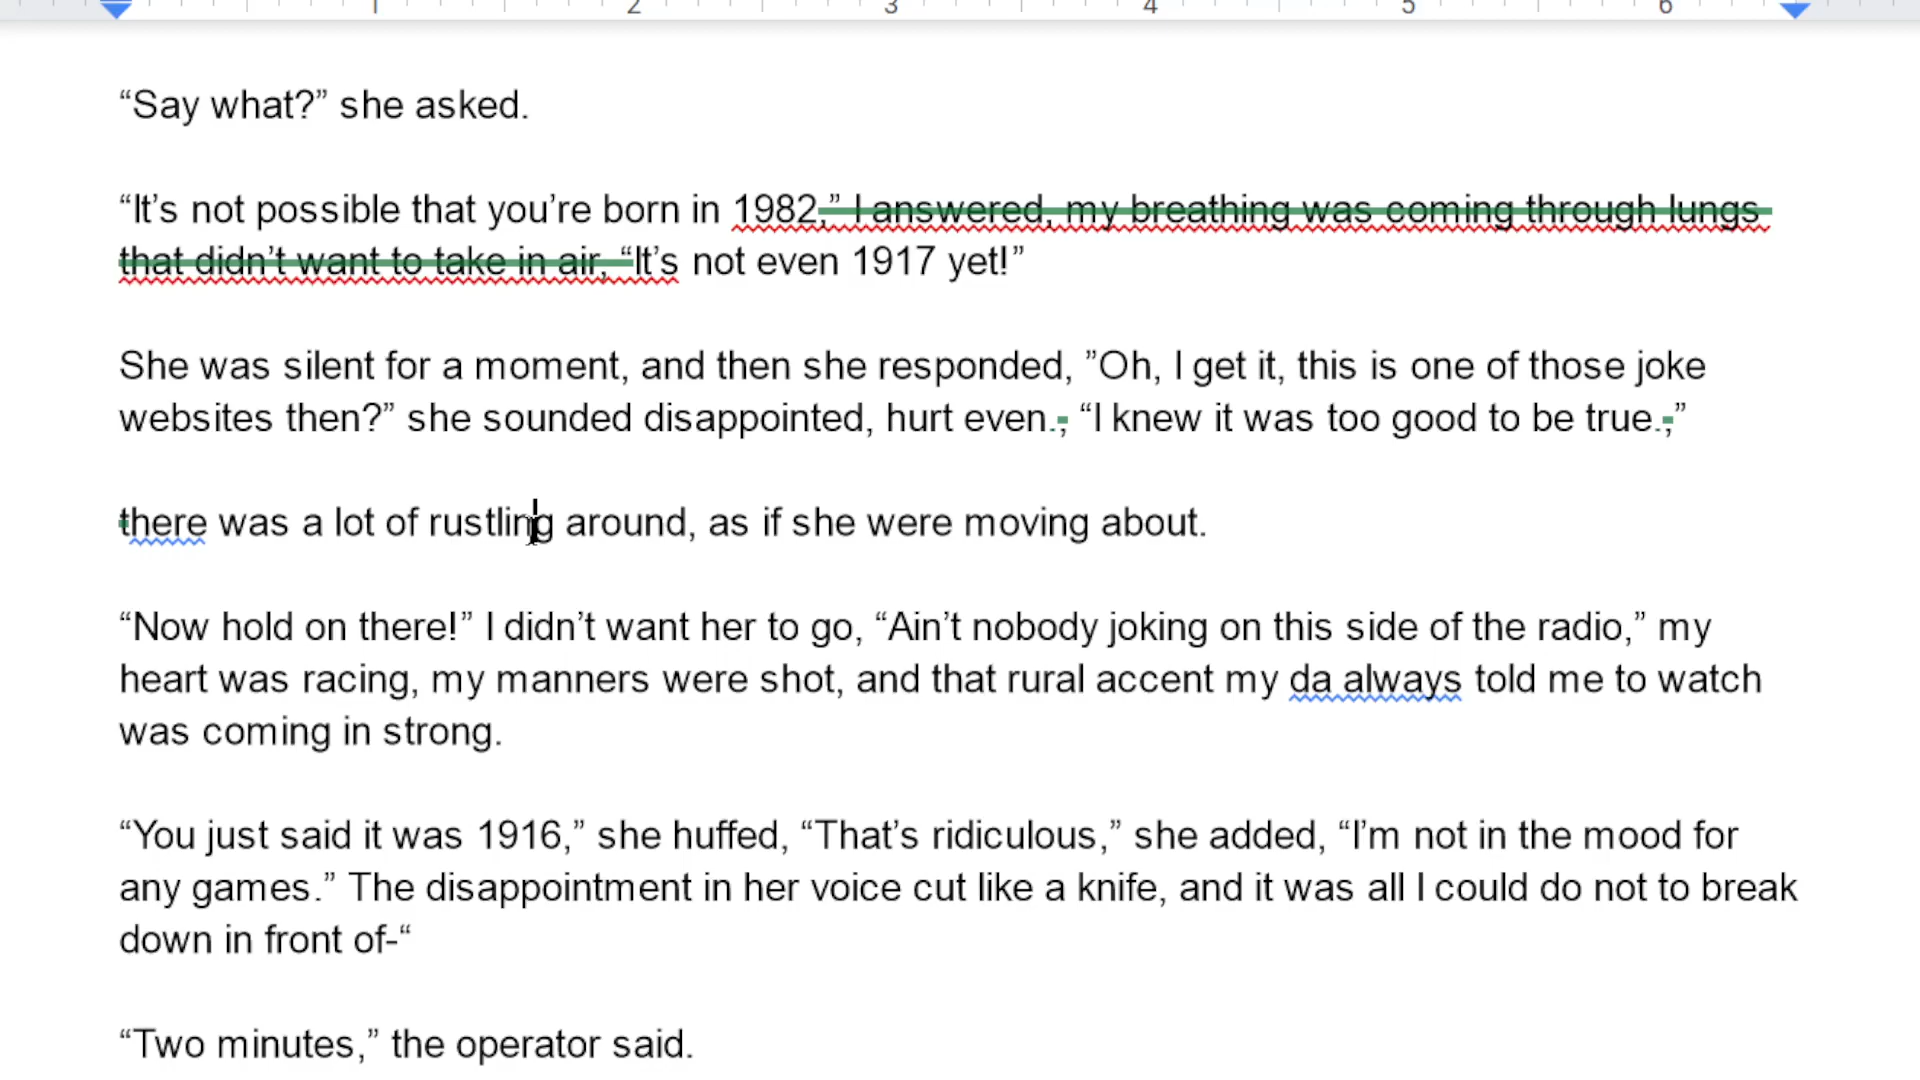 1 2 3 4 5 6
“Say what?” she asked.
“It’s not possible that you’re born in 1982,” I answered, my breathing was coming through lungs
that didn’t want to take in air, “It’s not even 1917 yet!”
She was silent for a moment, and then she responded, ”Oh, I get it, this is one of those joke
websites then?” she sounded disappointed, hurt even., “I knew it was too good to be true.,”
there was a lot of rustling around, as if she were moving about.
“Now hold on there!” I didn’t want her to go, “Ain’t nobody joking on this side of the radio,” my
heart was racing, my manners were shot, and that rural accent my da always told me to watch
was coming in strong.
“You just said it was 1916,” she huffed, “That’s ridiculous,” she added, “I’m not in the mood for
any games.” The disappointment in her voice cut like a knife, and it was all I could do not to break
down in front of-“
“Two minutes,” the operator said.